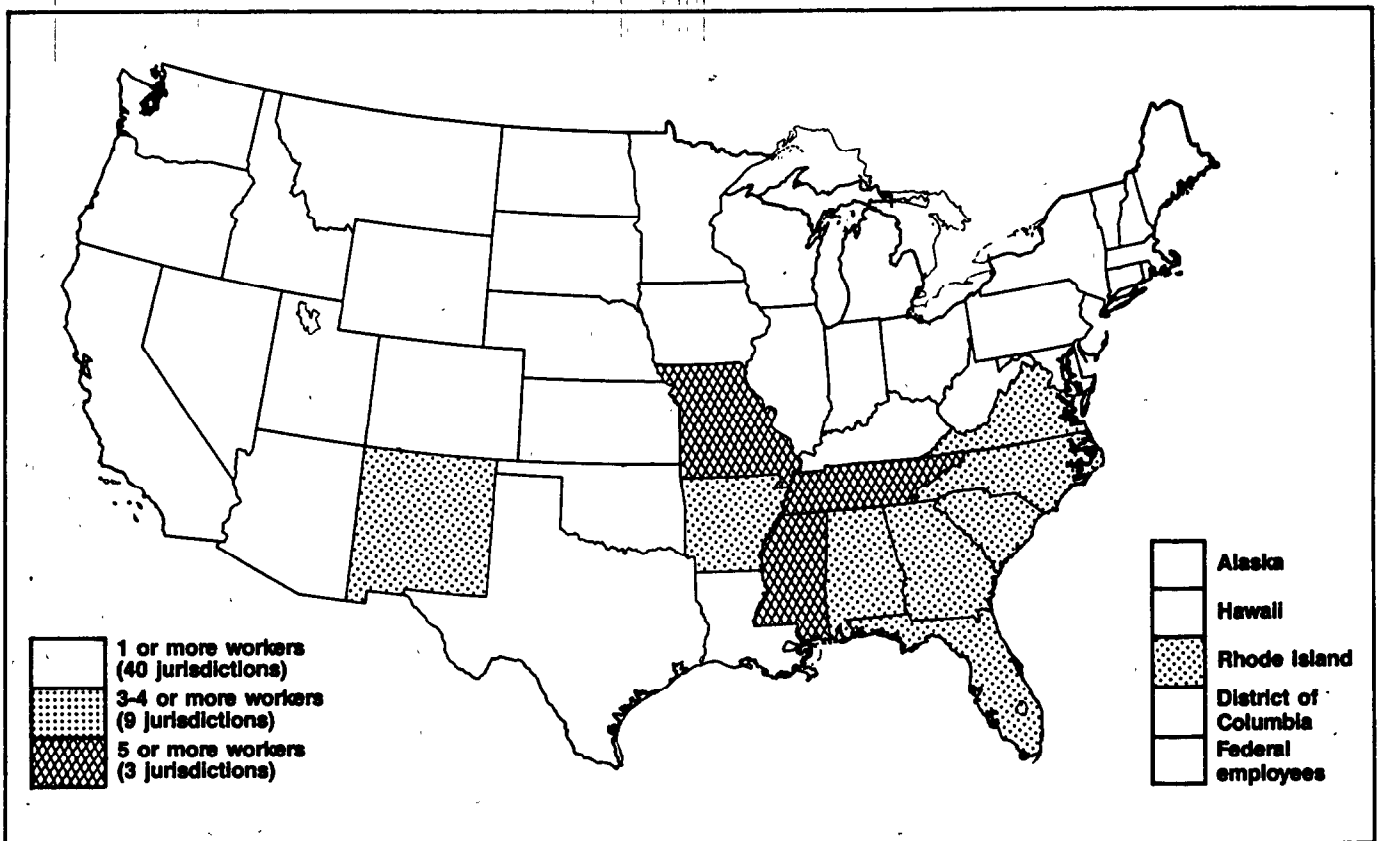 1 or more workers
(40 jurisdictions)
3-4 or more workers
(9 jurisdictions)
5 or more workers
(3 jurisdictions)
Alaska
Hawaii
Rhode Island
District of
Columbia
Federal
employees